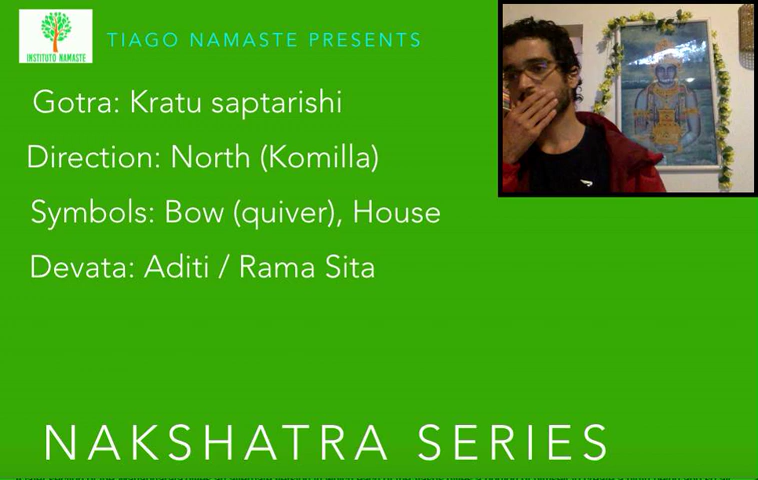 INSTITUTO NAMASTE
TIAGO NAMASTE PRESENTS
Gotra: Kratu saptarishi
Direction: North (Komilla)
Symbols: Bow (quiver), House
Devata: Aditi / Rama Sita
NAKSHATRA SERIES